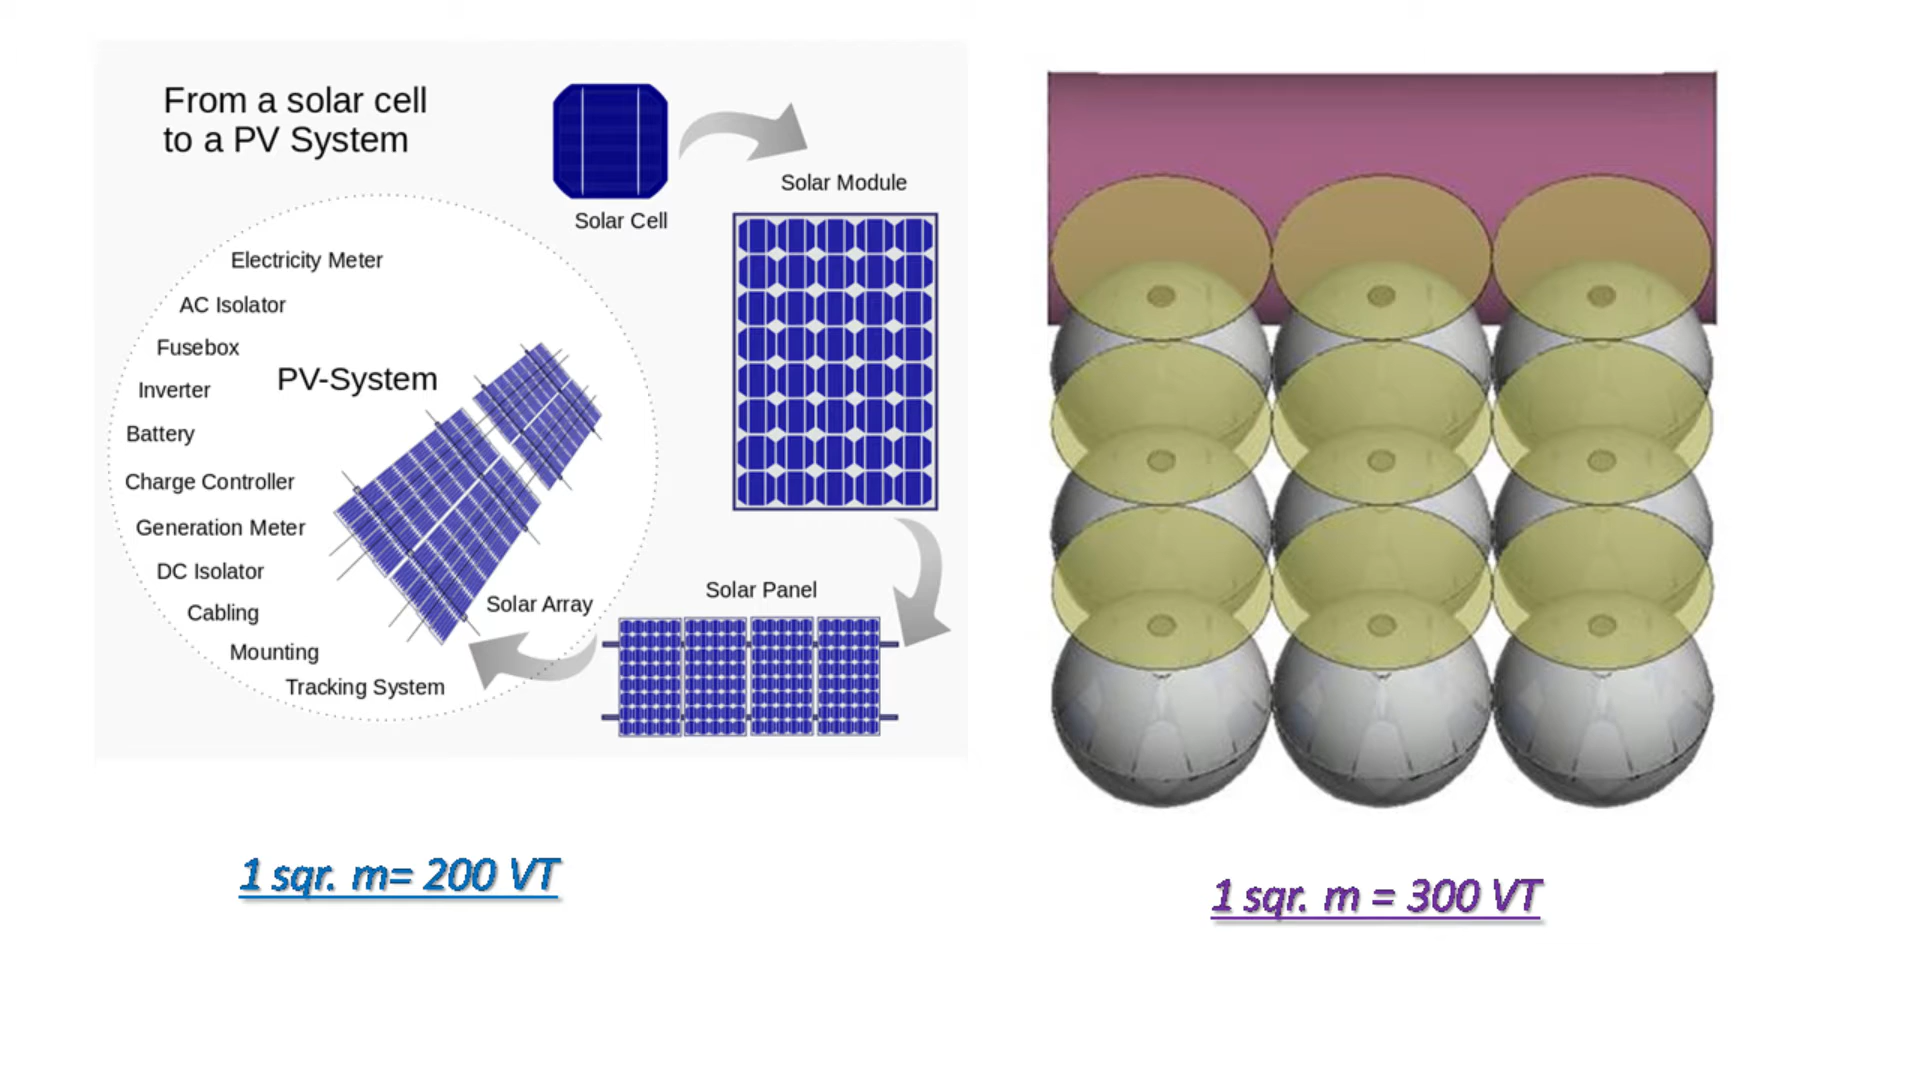 From a solar cell
to a PV System
Solar Cell
Solar Module
Electricity Meter
AC Isolator
Fusebox
Inverter
PV-System
Battery
Charge Controller
Generation Meter
DC Isolator
Cabling
Mounting
Tracking System
Solar Array
Solar Panel
1 sqr. m= 200 VT
1 sqr. m = 300 VT